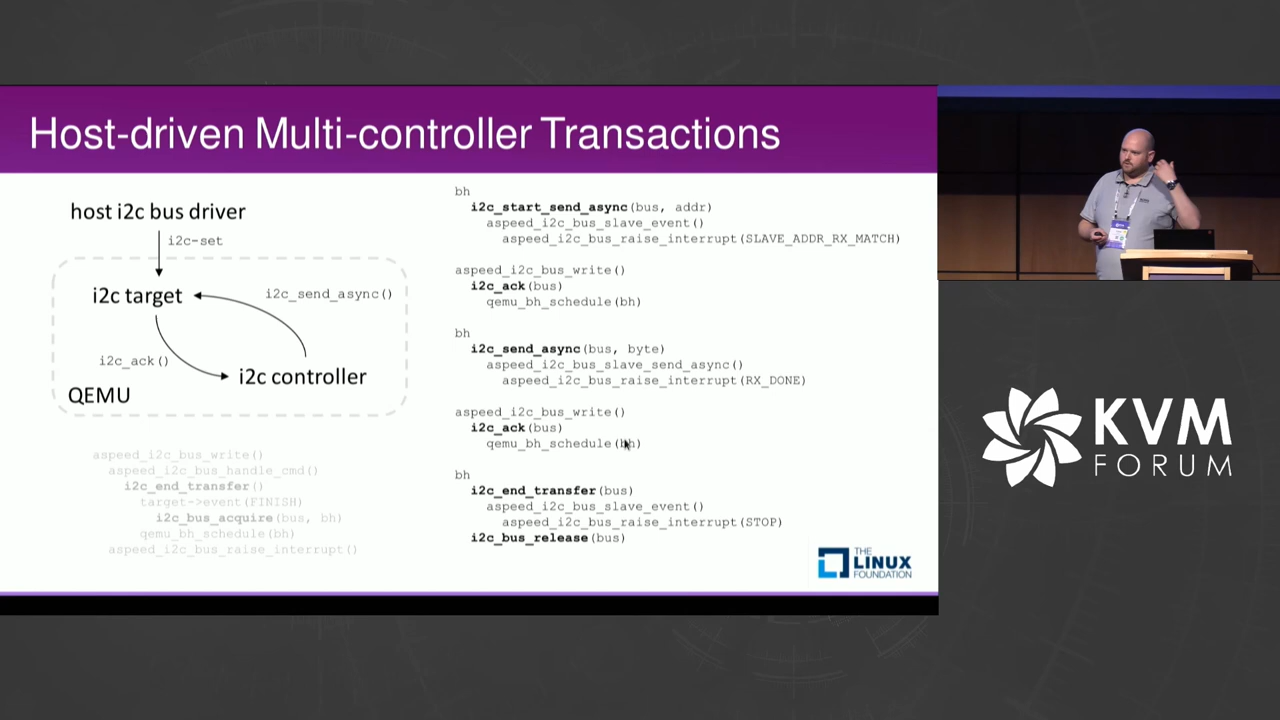 Host-driven Multi-controller Transactions
host i2c bus driver
i2c-set
i2c target
i2c_send_async()
i2c_ack()
i2c controller
QEMU
aspeed_i2c_bus_write()
aspeed_i2c_bus_handle_cmd()
i2c_end_transfer()
target->event(FINISH)
i2c_bus_acquire(bus, bh)
qemu_bh_schedule(bh)
aspeed_i2c_bus_raise_interrupt()
bh
i2c_start_send_async(bus, addr)
aspeed_i2c_bus_slave_event()
aspeed_i2c_bus_raise_interrupt(SLAVE_ADDR_RX_MATCH)
aspeed_i2c_bus_write()
i2c_ack(bus)
qemu_bh_schedule(bh)
bh
i2c_send_async(bus, byte)
aspeed_i2c_bus_slave_send_async()
aspeed_i2c_bus_raise_interrupt(RX_DONE)
aspeed_i2c_bus_write()
i2c_ack(bus)
qemu_bh_schedule(bh)
bh
i2c_end_transfer(bus)
aspeed_i2c_bus_slave_event()
aspeed_i2c_bus_raise_interrupt(STOP)
i2c_bus_release(bus)
THE
LINUX
FOUNDATION
KVM
FORUM